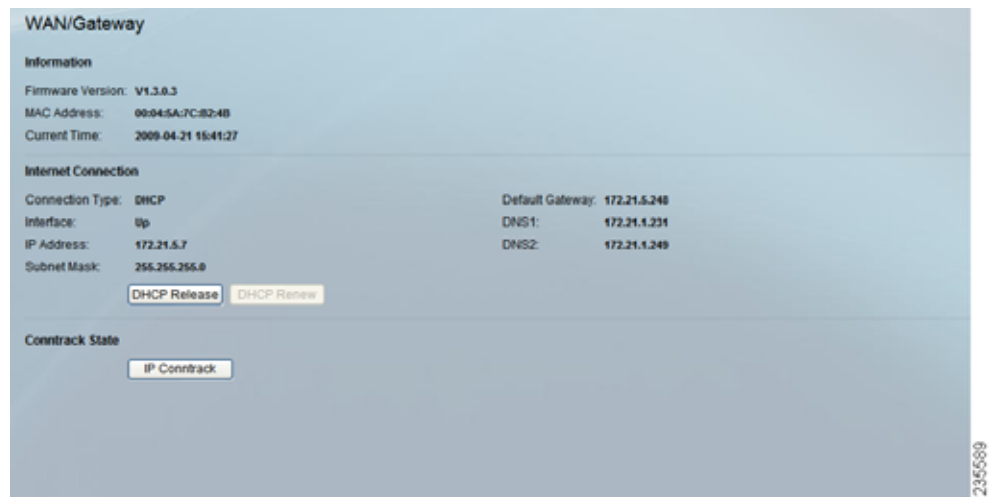 WAN/Gateway
Information
Firmware Version: V1.3.0.3
MAC Address: 00:04:5A:7C:B2:4B
Current Time: 2009-04-21 15:41:27
Internet Connection
Connection Type: DHCP
Interface: Up
IP Address: 172.21.5.7
Subnet Mask: 255.255.255.0
Default Gateway: 172.21.5.248
DNS1: 172.21.1.231
DNS2: 172.21.1.249
DHCP Release DHCP Renew
Conntrack State
IP Conntrack
235589